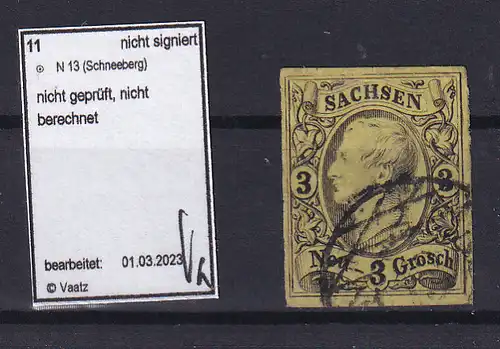 11 nicht signiert
N 13 (Schneeberg)
nicht geprüft, nicht
berechnet
bearbeitet: 01.03.2023
© Vaatz
SACHSEN
3 3
Neu- 3 Grosch